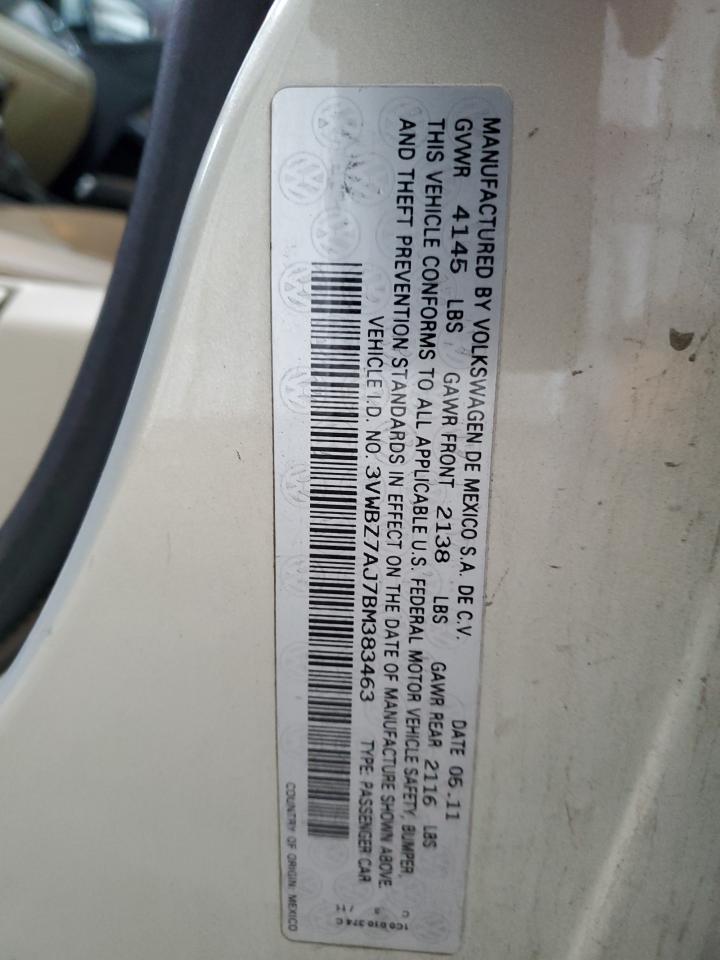 MANUFACTURED BY VOLKSWAGEN DE MEXICO S.A. DE C.V. DATE 05.11
GVWR 4145 LBS GAWR FRONT 2138 LBS GAWR REAR 2116 LBS
THIS VEHICLE CONFORMS TO ALL APPLICABLE U.S. FEDERAL MOTOR VEHICLE SAFETY, BUMPER,
AND THEFT PREVENTION STANDARDS IN EFFECT ON THE DATE OF MANUFACTURE SHOWN ABOVE.
VEHICLE I.D. NO. 3VWBZ7AJ7BM383463 TYPE: PASSENGER CAR
COUNTRY OF ORIGIN: MEXICO